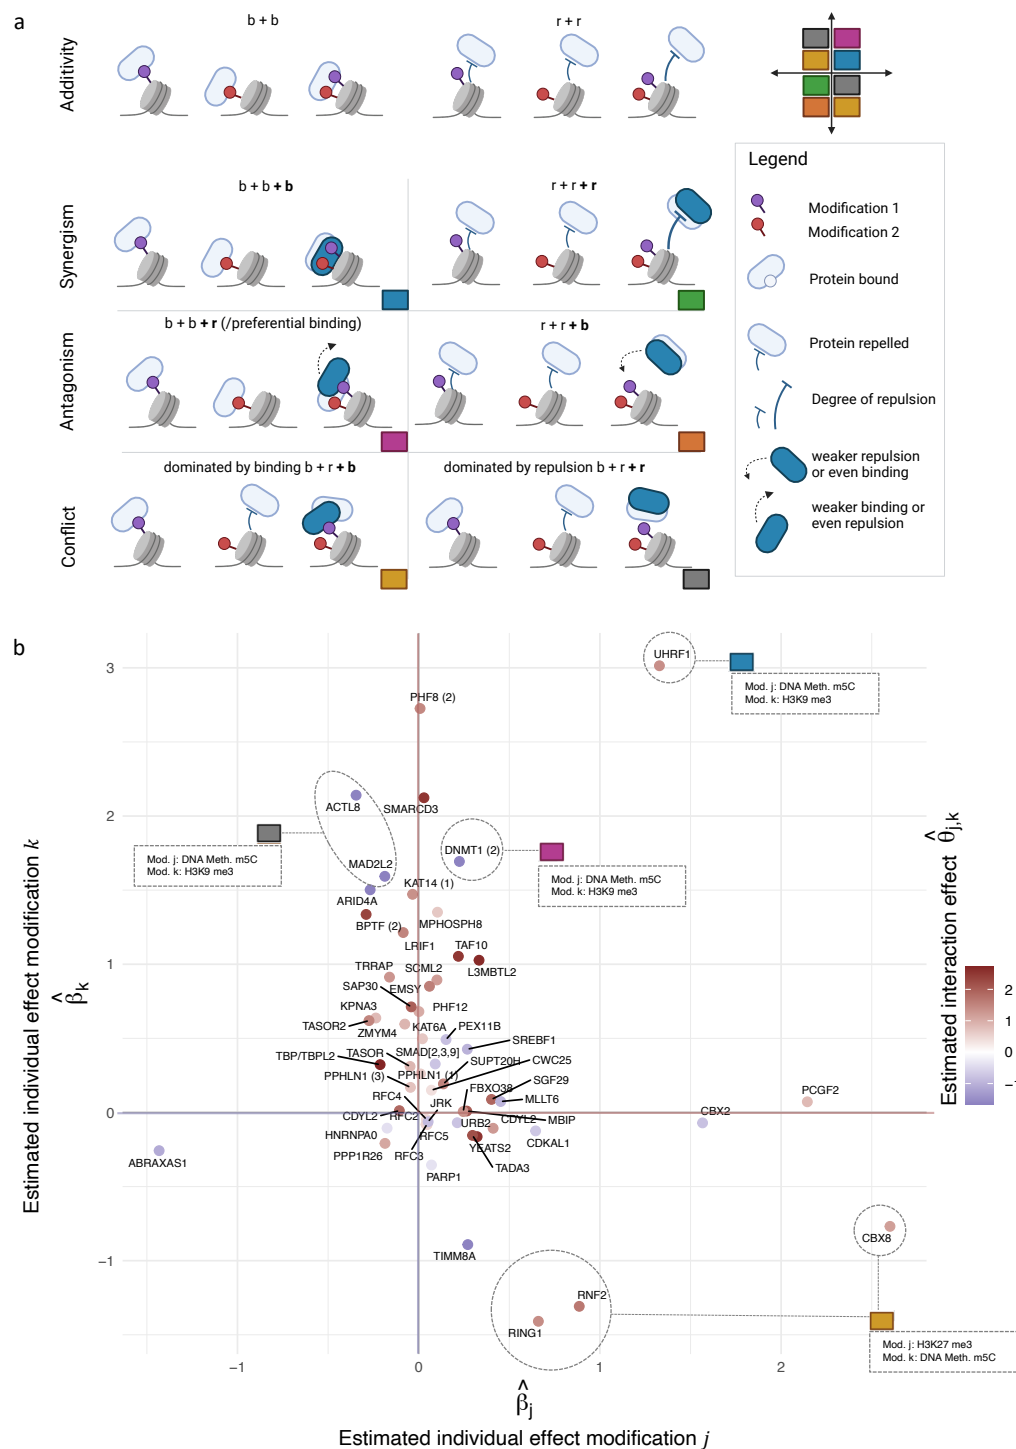 a
b + b
r + r
Additivity
Legend
Modification 1
Modification 2
Protein bound
Protein repelled
Degree of repulsion
weaker repulsion
or even binding
weaker binding or
even repulsion
Synergism
b + b + b
r + r + r
Antagonism
b + b + r (/preferential binding)
r + r + b
Conflict
dominated by binding b + r + b
dominated by repulsion b + r + r
b
UHRF1
Mod. j: DNA Meth. m5C
Mod. k: H3K9 me3
PHF8 (2)
ACTL8
SMARCD3
Mod. j: DNA Meth. m5C
Mod. k: H3K9 me3
MAD2L2
DNMT1 (2)
Mod. j: DNA Meth. m5C
Mod. k: H3K9 me3
KAT14 (1)
ARID4A
BPTF (2)
MPHOSPH8
LRIF1
TAF10
L3MBTL2
TRRAP
SCML2
SAP30
EMSY
KPNA3
PHF12
TASOR2
ZMYM4
KAT6A
PEX11B
SREBF1
TBP/TBPL2
TASOR
SMAD[2,3,9]
SUPT20H
CWC25
PPHLN1 (3)
PPHLN1 (1)
FBXO38
SGF29
MLLT6
PCGF2
RFC4
JRK
CDYL2
RFC2
URB2
CDYL2
MBIP
CBX2
HNRNPA0
RFC5
CDKAL1
PPP1R26
RFC3
YEATS2
TADA3
ABRAXAS1
PARP1
TIMM8A
CBX8
RNF2
RING1
Mod. j: H3K27 me3
Mod. k: DNA Meth. m5C
3
2
1
0
−1
−1
0
1
2
Estimated individual effect modification k
β̂k
β̂j
Estimated individual effect modification j
Estimated interaction effect θ̂j,k
2
1
0
−1